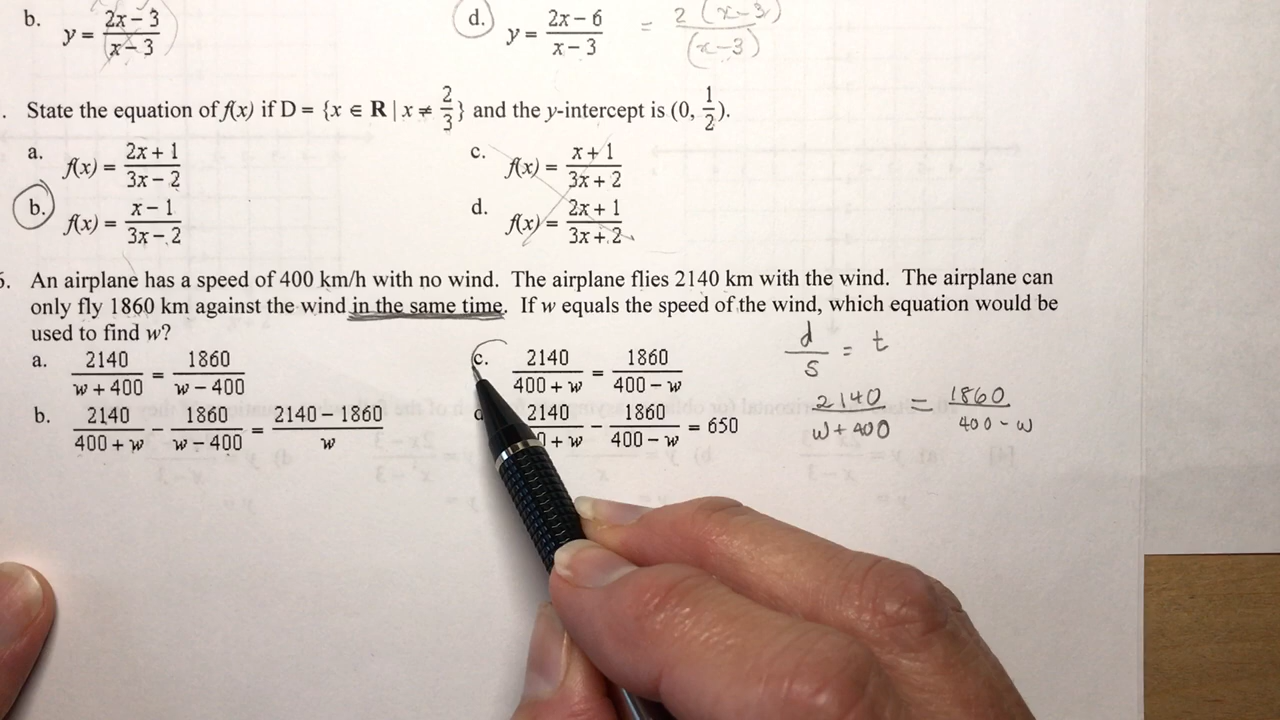 b. y = (2x – 3)/(x – 3)
d. y = (2x – 6)/(x – 3) = 2(x–3)/(x–3)
. State the equation of f(x) if D = {x ∈ R | x ≠ 2/3} and the y-intercept is (0, 1/2).
a. f(x) = (2x + 1)/(3x – 2)
c. f(x) = (x + 1)/(3x + 2)
b. f(x) = (x – 1)/(3x – 2)
d. f(x) = (2x + 1)/(3x + 2)
6. An airplane has a speed of 400 km/h with no wind. The airplane flies 2140 km with the wind. The airplane can
only fly 1860 km against the wind in the same time. If w equals the speed of the wind, which equation would be
used to find w?
a. 2140/(w + 400) = 1860/(w – 400)
c. 2140/(400 + w) = 1860/(400 – w)
b. 2140/(400 + w) – 1860/(w – 400) = (2140 – 1860)/w
d 2140/(0 + w) – 1860/(400 – w) = 650
d/s = t
2140/(w + 400) = 1860/(400 – w)